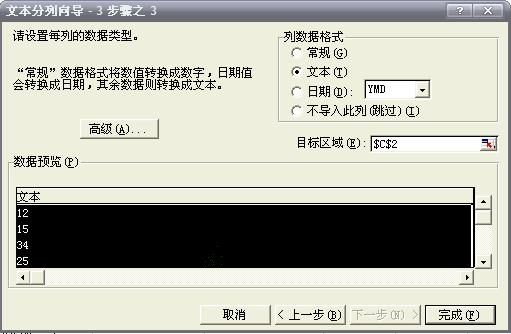 文本分列向导 - 3 步骤之 3
请设置每列的数据类型。
“常规”数据格式将数值转换成数字，日期值
会转换成日期，其余数据则转换成文本。
高级(A)...
列数据格式
常规(G)
文本(T)
日期(D): YMD
不导入此列(跳过)(I)
目标区域(E): $C$2
数据预览(P)
文本
12
15
34
25
取消
< 上一步(B)
下一步(N) >
完成(F)